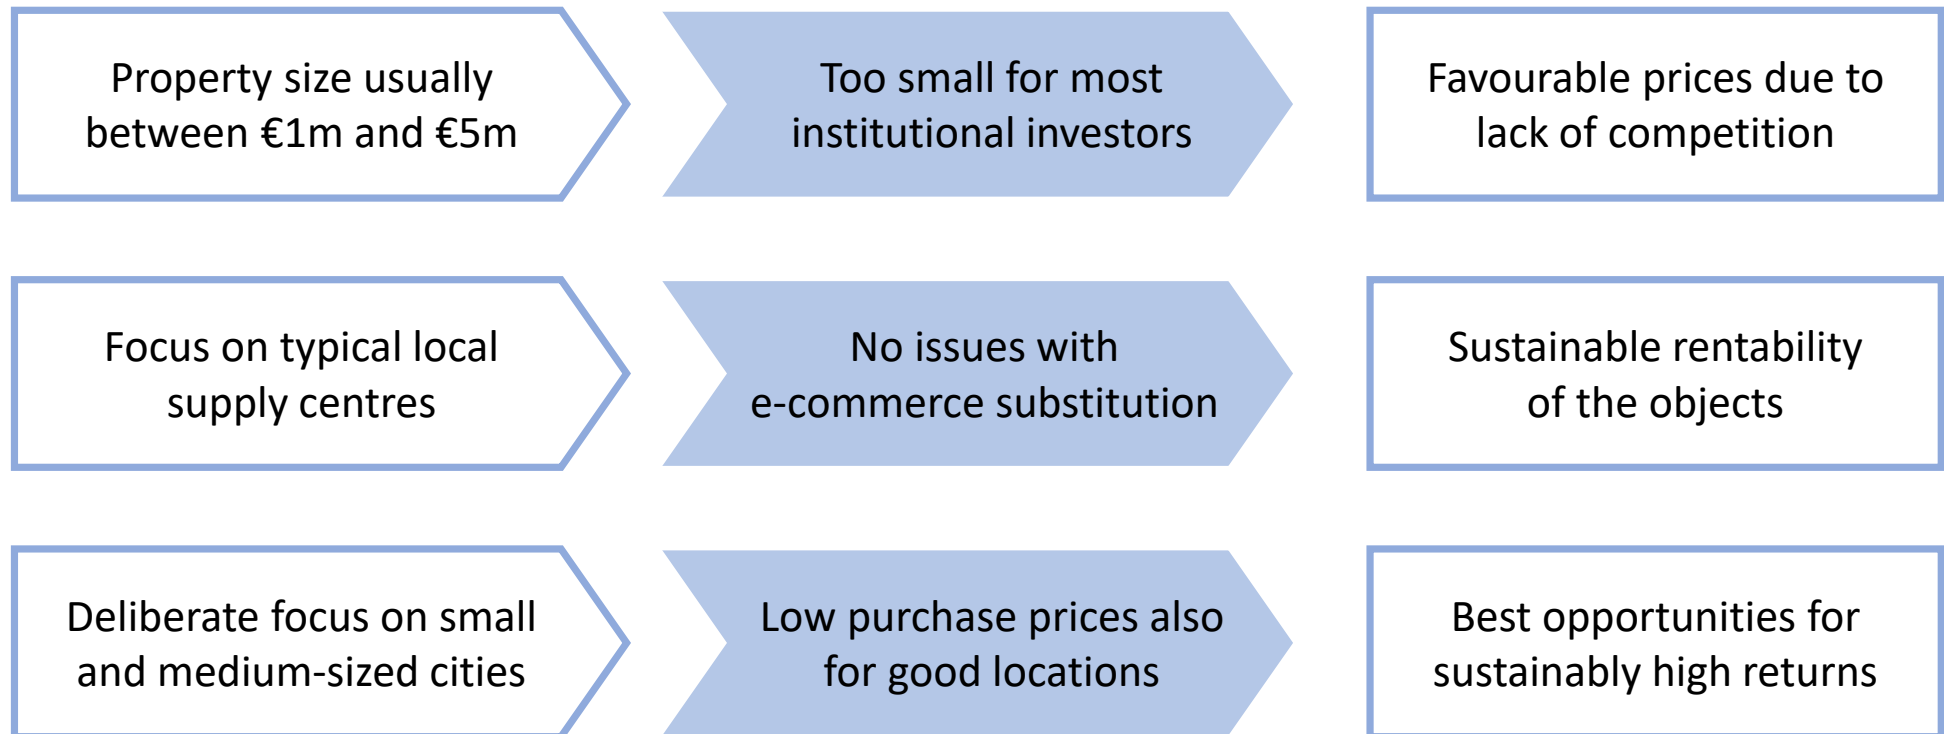 Property size usually
between €1m and €5m
Too small for most
institutional investors
Favourable prices due to
lack of competition
Focus on typical local
supply centres
No issues with
e-commerce substitution
Sustainable rentability
of the objects
Deliberate focus on small
and medium-sized cities
Low purchase prices also
for good locations
Best opportunities for
sustainably high returns